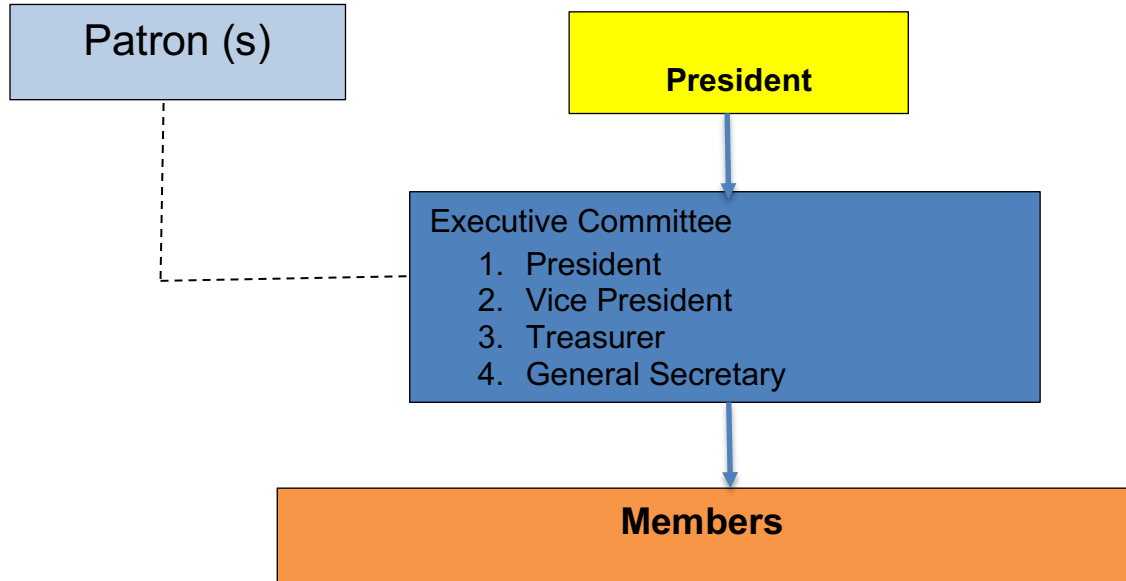 Patron (s)
President
Executive Committee
1. President
2. Vice President
3. Treasurer
4. General Secretary
Members